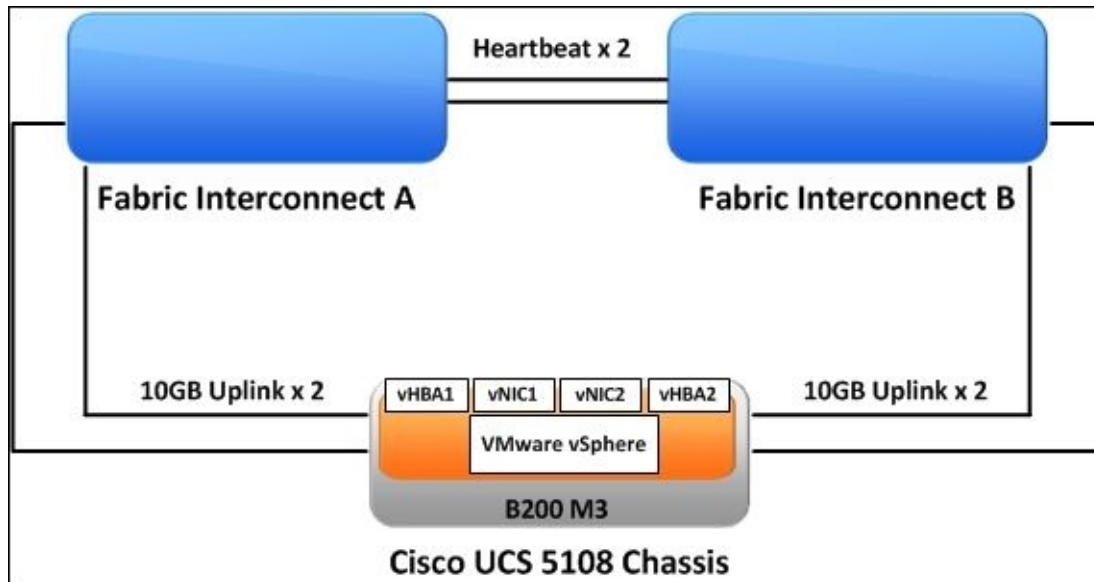 Heartbeat x 2
Fabric Interconnect A
Fabric Interconnect B
10GB Uplink x 2
10GB Uplink x 2
vHBA1
vNIC1
vNIC2
vHBA2
VMware vSphere
B200 M3
Cisco UCS 5108 Chassis